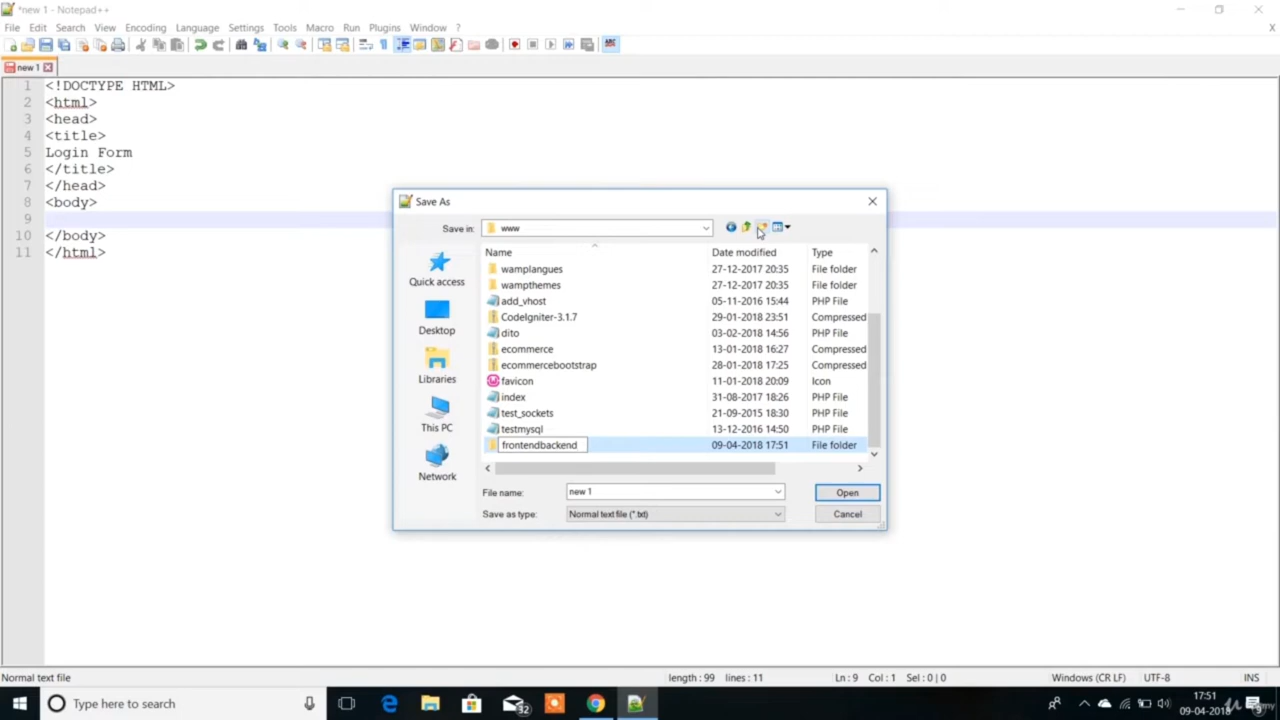 *new 1 - Notepad++
File Edit Search View Encoding Language Settings Tools Macro Run Plugins Window ? X
new 1
1 <!DOCTYPE HTML>
2 <html>
3 <head>
4 <title>
5 Login Form
6 </title>
7 </head>
8 <body>
9
10 </body>
11 </html>
Save As
Save in: www
Name Date modified Type
wamplangues 27-12-2017 20:35 File folder
wampthemes 27-12-2017 20:35 File folder
add_vhost 05-11-2016 15:44 PHP File
CodeIgniter-3.1.7 29-01-2018 23:51 Compressed
dito 03-02-2018 14:56 PHP File
ecommerce 13-01-2018 16:27 Compressed
ecommercebootstrap 28-01-2018 17:25 Compressed
favicon 11-01-2018 20:09 Icon
index 31-08-2017 18:26 PHP File
test_sockets 21-09-2015 18:30 PHP File
testmysql 13-12-2016 14:50 PHP File
frontendbackend 09-04-2018 17:51 File folder
Quick access
Desktop
Libraries
This PC
Network
File name: new 1 Open
Save as type: Normal text file (*.txt) Cancel
Normal text file length : 99 lines : 11 Ln : 9 Col : 1 Sel : 0 | 0 Windows (CR LF) UTF-8 INS
Type here to search 32 17:51
09-04-2018